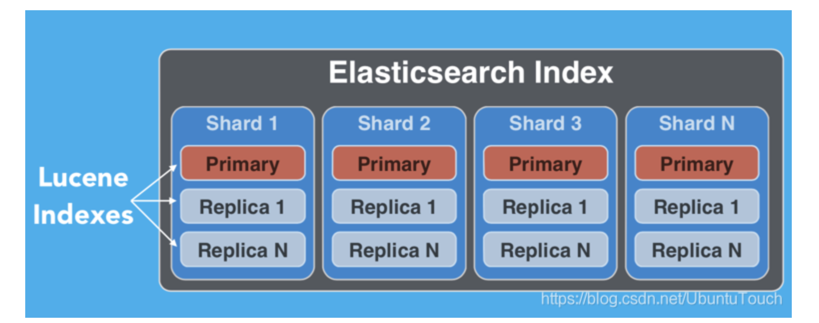 Elasticsearch Index
Shard 1 Shard 2 Shard 3 Shard N
Primary Primary Primary Primary
Lucene Indexes
Replica 1 Replica 1 Replica 1 Replica 1
Replica N Replica N Replica N Replica N
https://blog.csdn.net/UbuntuTouch